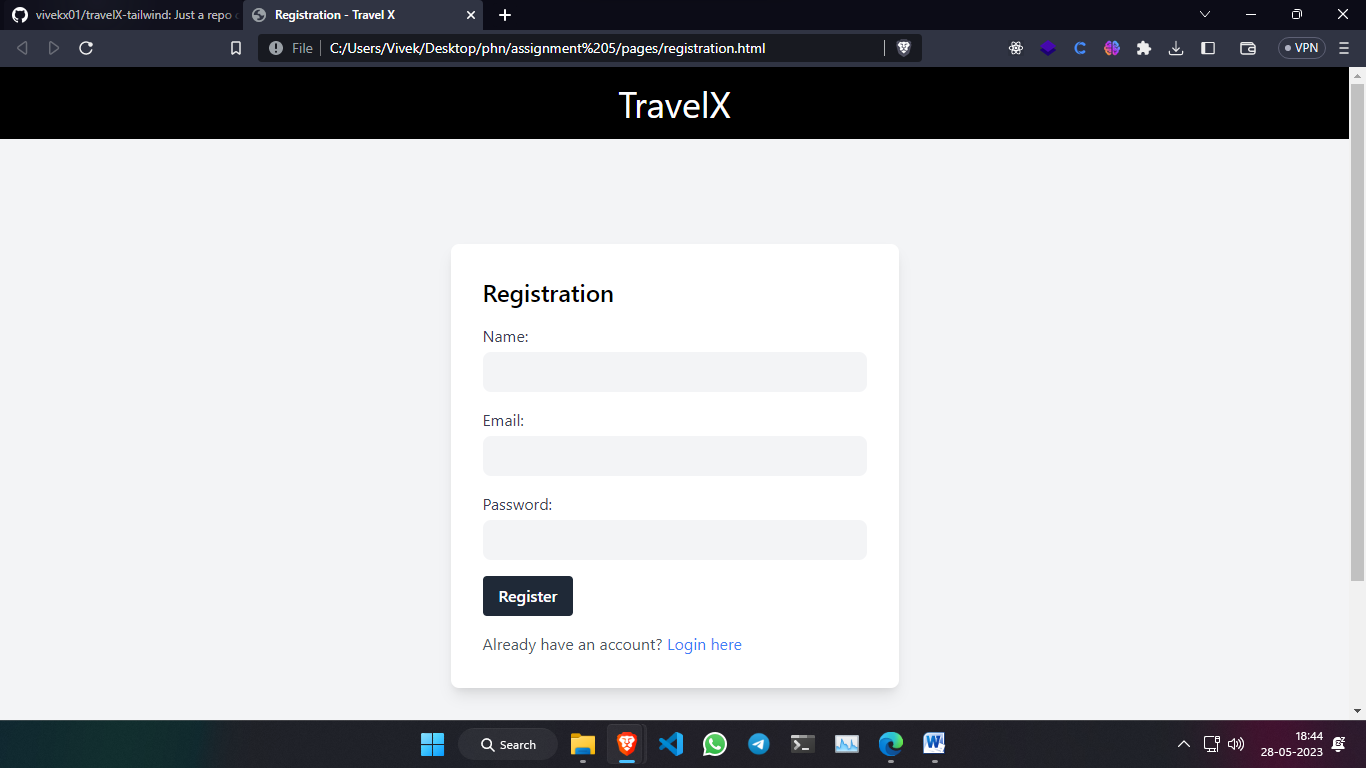 vivekx01/travelX-tailwind: Just a repo
Registration - Travel X
File
C:/Users/Vivek/Desktop/phn/assignment%205/pages/registration.html
VPN
TravelX
Registration
Name:
Email:
Password:
Register
Already have an account? Login here
Search
18:44
28-05-2023